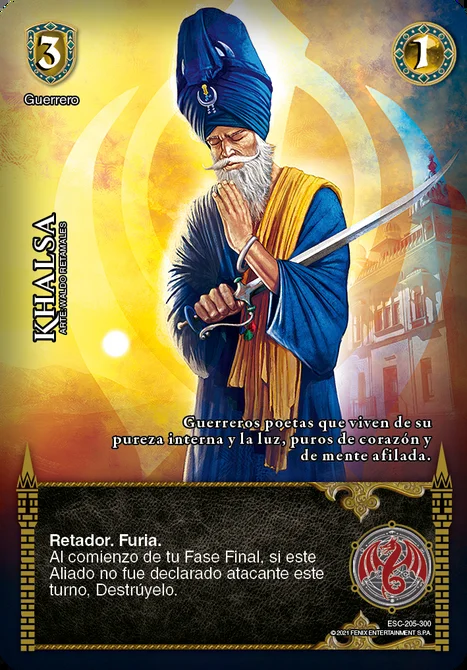 3
1
Guerrero
KHALSA
ARTE: WALDO RETAMALES
Guerreros poetas que viven de su
pureza interna y la luz, puros de corazón y
de mente afilada.
Retador. Furia.
Al comienzo de tu Fase Final, si este
Aliado no fue declarado atacante este
turno, Destrúyelo.
ESC-205-300
©2021 FENIX ENTERTAINMENT S.P.A.